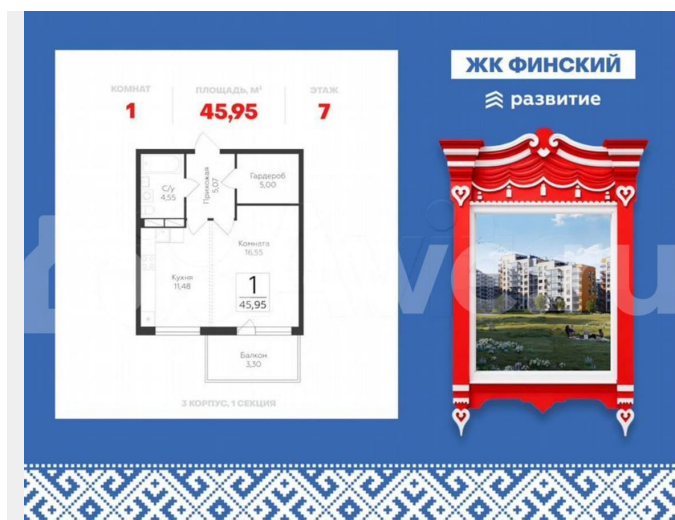 ЖК ФИНСКИЙ
развитие
КОМНАТ
1
ПЛОЩАДЬ, М²
45,95
ЭТАЖ
7
С/у
4,55
Прихожая
5,07
Гардероб
5,00
Комната
16,55
Кухня
11,48
1
45,95
Балкон
3,30
3 КОРПУС, 1 СЕКЦИЯ